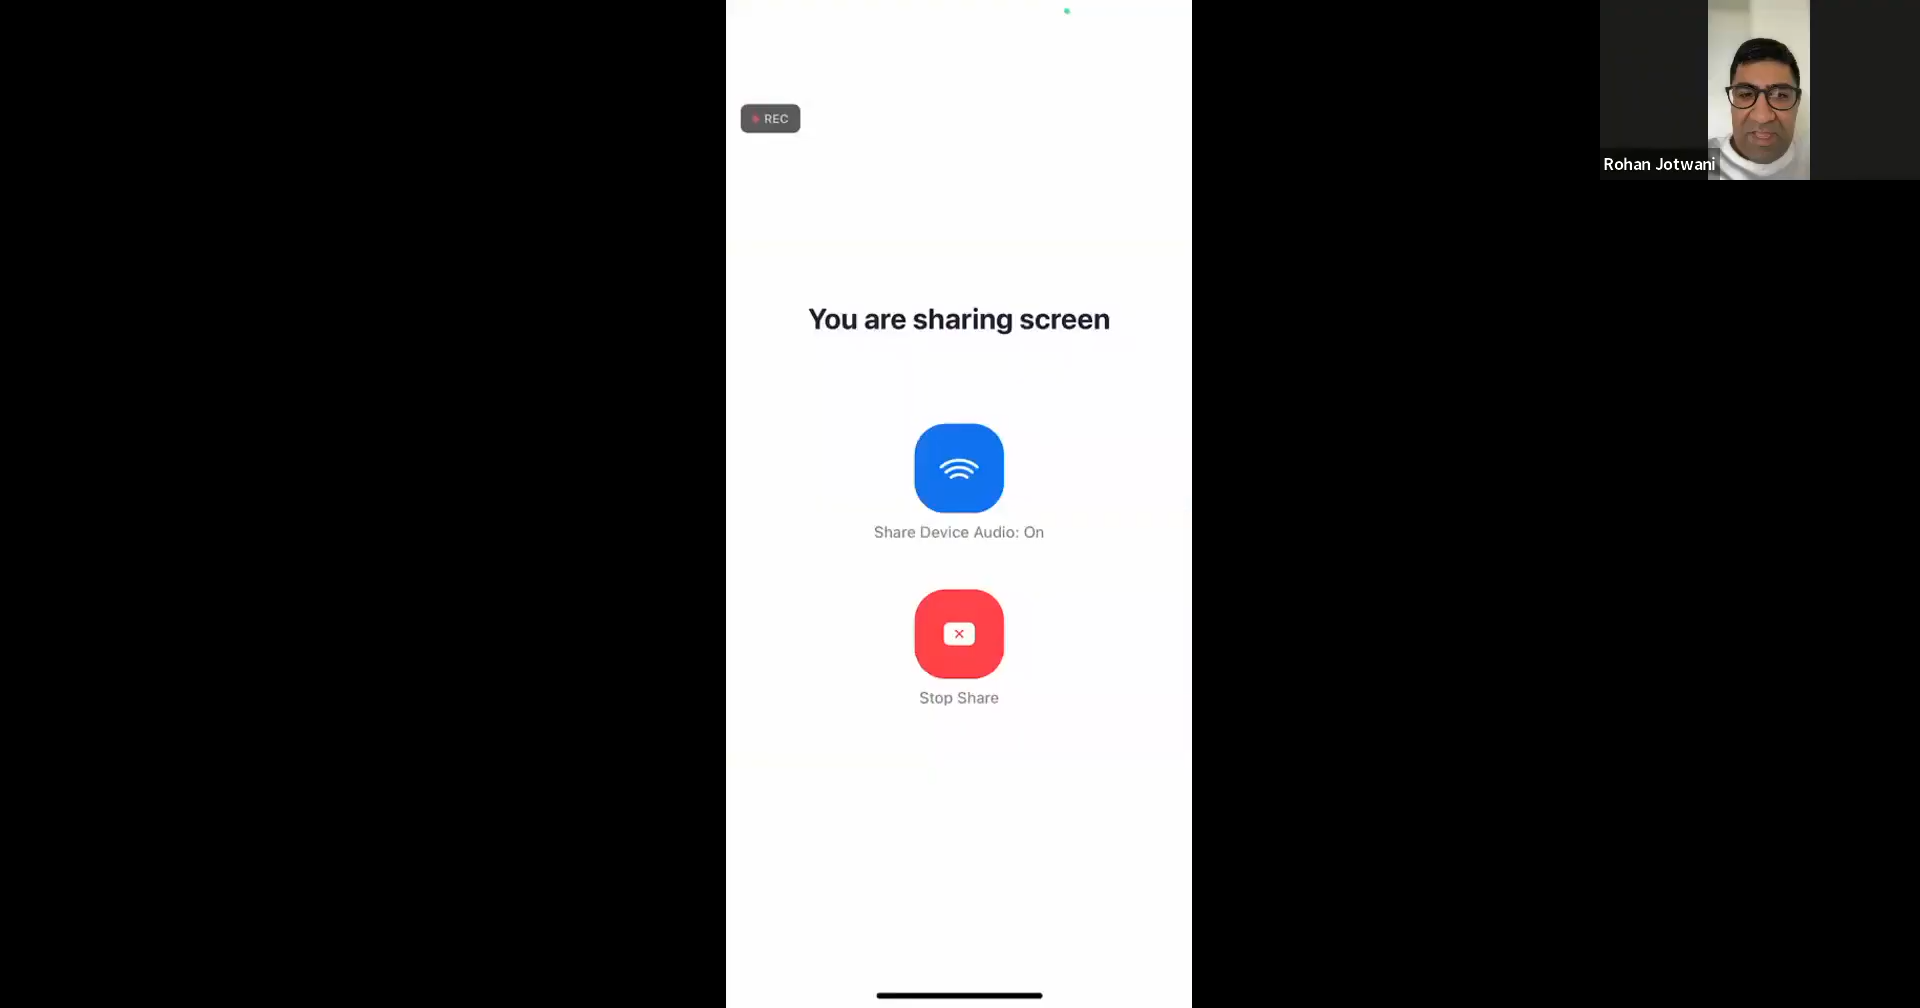 REC
Rohan Jotwani
You are sharing screen
Share Device Audio: On
Stop Share